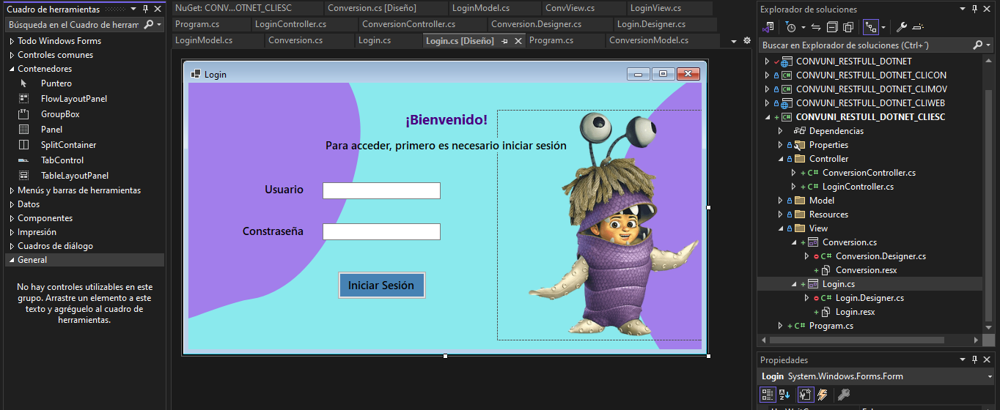 Cuadro de herramientas
Búsqueda en el Cuadro de herram
Todo Windows Forms
Controles comunes
Contenedores
Puntero
FlowLayoutPanel
GroupBox
Panel
SplitContainer
TabControl
TableLayoutPanel
Menús y barras de herramientas
Datos
Componentes
Impresión
Cuadros de diálogo
General
No hay controles utilizables en este
grupo. Arrastre un elemento a este
texto y agréguelo al cuadro de
herramientas.
NuGet: CONV...OTNET_CLIESC
Conversion.cs [Diseño]
LoginModel.cs
ConvView.cs
LoginView.cs
Program.cs
LoginController.cs
ConversionController.cs
Conversion.Designer.cs
Login.Designer.cs
LoginModel.cs
Conversion.cs
Login.cs
Login.cs [Diseño]
Program.cs
ConversionModel.cs
Login
¡Bienvenido!
Para acceder, primero es necesario iniciar sesión
Usuario
Constraseña
Iniciar Sesión
Explorador de soluciones
Buscar en Explorador de soluciones (Ctrl+´)
CONVUNI_RESTFULL_DOTNET
CONVUNI_RESTFULL_DOTNET_CLICON
CONVUNI_RESTFULL_DOTNET_CLIMOV
CONVUNI_RESTFULL_DOTNET_CLIWEB
CONVUNI_RESTULL_DOTNET_CLIESC
Dependencias
Properties
Controller
ConversionController.cs
LoginController.cs
Model
Resources
View
Conversion.cs
Conversion.Designer.cs
Conversion.resx
Login.cs
Login.Designer.cs
Login.resx
Program.cs
Propiedades
Login System.Windows.Forms.Form